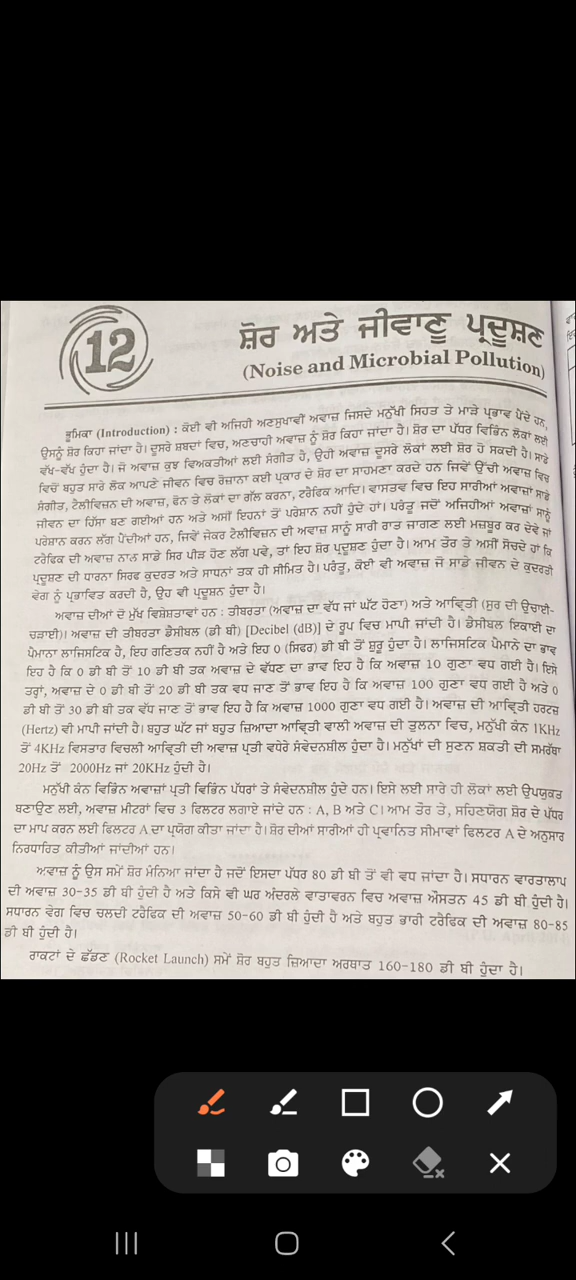 12
ਸ਼ੋਰ ਅਤੇ ਜੀਵਾਣੂ ਪ੍ਰਦੂਸ਼ਣ
(Noise and Microbial Pollution)
ਭੂਮਿਕਾ (Introduction) : ਕੋਈ ਵੀ ਅਜਿਹੀ ਅਣਸੁਖਾਵੀਂ ਅਵਾਜ਼ ਜਿਸਦੇ ਮਨੁੱਖੀ ਸਿਹਤ ਤੇ ਮਾੜੇ ਪ੍ਰਭਾਵ ਪੈਂਦੇ ਹਨ,
ਉਸਨੂੰ ਸ਼ੋਰ ਕਿਹਾ ਜਾਂਦਾ ਹੈ। ਦੂਸਰੇ ਸ਼ਬਦਾਂ ਵਿਚ, ਅਣਚਾਹੀ ਅਵਾਜ਼ ਨੂੰ ਸ਼ੋਰ ਕਿਹਾ ਜਾਂਦਾ ਹੈ। ਸ਼ੋਰ ਦਾ ਪੱਧਰ ਵਿਭਿੰਨ ਲੋਕਾਂ ਲਈ
ਵੱਖ-ਵੱਖ ਹੁੰਦਾ ਹੈ। ਜੋ ਅਵਾਜ਼ ਕੁਝ ਵਿਅਕਤੀਆਂ ਲਈ ਸੰਗੀਤ ਹੈ, ਉਹੀ ਅਵਾਜ਼ ਦੂਸਰੇ ਲੋਕਾਂ ਲਈ ਸ਼ੋਰ ਹੋ ਸਕਦੀ ਹੈ। ਸਾਡੇ
ਵਿਚੋਂ ਬਹੁਤ ਸਾਰੇ ਲੋਕ ਆਪਣੇ ਜੀਵਨ ਵਿਚ ਰੋਜ਼ਾਨਾ ਕਈ ਪ੍ਰਕਾਰ ਦੇ ਸ਼ੋਰ ਦਾ ਸਾਹਮਣਾ ਕਰਦੇ ਹਨ ਜਿਵੇਂ ਉੱਚੀ ਅਵਾਜ਼ ਵਿਚ
ਸੰਗੀਤ, ਟੈਲੀਵਿਜ਼ਨ ਦੀ ਅਵਾਜ਼, ਫੋਨ ਤੇ ਲੋਕਾਂ ਦਾ ਗੱਲ ਕਰਨਾ, ਟਰੈਫਿਕ ਆਦਿ। ਵਾਸਤਵ ਵਿਚ ਇਹ ਸਾਰੀਆਂ ਅਵਾਜ਼ਾਂ ਸਾਡੇ
ਜੀਵਨ ਦਾ ਹਿੱਸਾ ਬਣ ਗਈਆਂ ਹਨ ਅਤੇ ਅਸੀਂ ਇਹਨਾਂ ਤੋਂ ਪਰੇਸ਼ਾਨ ਨਹੀਂ ਹੁੰਦੇ ਹਾਂ। ਪਰੰਤੂ ਜਦੋਂ ਅਜਿਹੀਆਂ ਅਵਾਜ਼ਾਂ ਸਾਨੂੰ
ਪਰੇਸ਼ਾਨ ਕਰਨ ਲੱਗ ਪੈਂਦੀਆਂ ਹਨ, ਜਿਵੇਂ ਜੇਕਰ ਟੈਲੀਵਿਜ਼ਨ ਦੀ ਅਵਾਜ਼ ਸਾਨੂੰ ਸਾਰੀ ਰਾਤ ਜਾਗਣ ਲਈ ਮਜ਼ਬੂਰ ਕਰ ਦੇਵੇ ਜਾਂ
ਟਰੈਫਿਕ ਦੀ ਅਵਾਜ਼ ਨਾਲ ਸਾਡੇ ਸਿਰ ਪੀੜ ਹੋਣ ਲੱਗ ਪਵੇ, ਤਾਂ ਇਹ ਸ਼ੋਰ ਪ੍ਰਦੂਸ਼ਣ ਹੁੰਦਾ ਹੈ। ਆਮ ਤੌਰ ਤੇ ਅਸੀਂ ਸੋਚਦੇ ਹਾਂ ਕਿ
ਪ੍ਰਦੂਸ਼ਣ ਦੀ ਧਾਰਨਾ ਸਿਰਫ ਕੁਦਰਤ ਅਤੇ ਸਾਧਨਾਂ ਤਕ ਹੀ ਸੀਮਿਤ ਹੈ। ਪਰੰਤੂ, ਕੋਈ ਵੀ ਅਵਾਜ਼ ਜੋ ਸਾਡੇ ਜੀਵਨ ਦੇ ਕੁਦਰਤੀ
ਵੇਗ ਨੂੰ ਪ੍ਰਭਾਵਿਤ ਕਰਦੀ ਹੈ, ਉਹ ਵੀ ਪ੍ਰਦੂਸ਼ਨ ਹੁੰਦਾ ਹੈ।
ਅਵਾਜ਼ ਦੀਆਂ ਦੋ ਮੁੱਖ ਵਿਸ਼ੇਸ਼ਤਾਵਾਂ ਹਨ : ਤੀਬਰਤਾ (ਅਵਾਜ਼ ਦਾ ਵੱਧ ਜਾਂ ਘੱਟ ਹੋਣਾ) ਅਤੇ ਆਵ੍ਰਿਤੀ (ਸੁਰ ਦੀ ਉਚਾਈ-
ਚੜਾਈ)। ਅਵਾਜ਼ ਦੀ ਤੀਬਰਤਾ ਡੈਸੀਬਲ (ਡੀ ਬੀ) [Decibel (dB)] ਦੇ ਰੂਪ ਵਿਚ ਮਾਪੀ ਜਾਂਦੀ ਹੈ। ਡੈਸੀਬਲ ਇਕਾਈ ਦਾ
ਪੈਮਾਨਾ ਲਾਜਿਸਟਿਕ ਹੈ, ਇਹ ਗਣਿਤਕ ਨਹੀਂ ਹੈ ਅਤੇ ਇਹ 0 (ਸਿਫਰ) ਡੀ ਬੀ ਤੋਂ ਸ਼ੁਰੂ ਹੁੰਦਾ ਹੈ। ਲਾਜਿਸਟਿਕ ਪੈਮਾਨੇ ਦਾ ਭਾਵ
ਇਹ ਹੈ ਕਿ 0 ਡੀ ਬੀ ਤੋਂ 10 ਡੀ ਬੀ ਤਕ ਅਵਾਜ਼ ਦੇ ਵੱਧਣ ਦਾ ਭਾਵ ਇਹ ਹੈ ਕਿ ਅਵਾਜ਼ 10 ਗੁਣਾ ਵਧ ਗਈ ਹੈ। ਇਸੇ
ਤਰ੍ਹਾਂ, ਅਵਾਜ਼ ਦੇ 0 ਡੀ ਬੀ ਤੋਂ 20 ਡੀ ਬੀ ਤਕ ਵਧ ਜਾਣ ਤੋਂ ਭਾਵ ਇਹ ਹੈ ਕਿ ਅਵਾਜ਼ 100 ਗੁਣਾ ਵਧ ਗਈ ਹੈ ਅਤੇ 0
ਡੀ ਬੀ ਤੋਂ 30 ਡੀ ਬੀ ਤਕ ਵੱਧ ਜਾਣ ਤੋਂ ਭਾਵ ਇਹ ਹੈ ਕਿ ਅਵਾਜ਼ 1000 ਗੁਣਾ ਵਧ ਗਈ ਹੈ। ਅਵਾਜ਼ ਦੀ ਆਵ੍ਰਿਤੀ ਹਰਟਜ਼
(Hertz) ਵੀ ਮਾਪੀ ਜਾਂਦੀ ਹੈ। ਬਹੁਤ ਘੱਟ ਜਾਂ ਬਹੁਤ ਜ਼ਿਆਦਾ ਆਵ੍ਰਿਤੀ ਵਾਲੀ ਅਵਾਜ਼ ਦੀ ਤੁਲਨਾ ਵਿਚ, ਮਨੁੱਖੀ ਕੰਨ 1KHz
ਤੋਂ 4KHz ਵਿਸਤਾਰ ਵਿਚਲੀ ਆਵ੍ਰਿਤੀ ਦੀ ਅਵਾਜ਼ ਪ੍ਰਤੀ ਵਧੇਰੇ ਸੰਵੇਦਨਸ਼ੀਲ ਹੁੰਦਾ ਹੈ। ਮਨੁੱਖਾਂ ਦੀ ਸੁਣਨ ਸ਼ਕਤੀ ਦੀ ਸਮਰੱਥਾ
20Hz ਤੋਂ 2000Hz ਜਾਂ 20KHz ਹੁੰਦੀ ਹੈ।
ਮਨੁੱਖੀ ਕੰਨ ਵਿਭਿੰਨ ਅਵਾਜ਼ਾਂ ਪ੍ਰਤੀ ਵਿਭਿੰਨ ਪੱਧਰਾਂ ਤੇ ਸੰਵੇਦਨਸ਼ੀਲ ਹੁੰਦੇ ਹਨ। ਇਸੇ ਲਈ ਸਾਰੇ ਹੀ ਲੋਕਾਂ ਲਈ ਉਪਯੁਕਤ
ਬਣਾਉਣ ਲਈ, ਅਵਾਜ਼ ਮੀਟਰਾਂ ਵਿਚ 3 ਫਿਲਟਰ ਲਗਾਏ ਜਾਂਦੇ ਹਨ : A, B ਅਤੇ C। ਆਮ ਤੌਰ ਤੇ, ਸਹਿਣਯੋਗ ਸ਼ੋਰ ਦੇ ਪੱਧਰ
ਦਾ ਮਾਪ ਕਰਨ ਲਈ ਫਿਲਟਰ A ਦਾ ਪ੍ਰਯੋਗ ਕੀਤਾ ਜਾਂਦਾ ਹੈ। ਸ਼ੋਰ ਦੀਆਂ ਸਾਰੀਆਂ ਹੀ ਪ੍ਰਵਾਨਿਤ ਸੀਮਾਵਾਂ ਫਿਲਟਰ A ਦੇ ਅਨੁਸਾਰ
ਨਿਰਧਾਰਿਤ ਕੀਤੀਆਂ ਜਾਂਦੀਆਂ ਹਨ।
ਅਵਾਜ਼ ਨੂੰ ਉਸ ਸਮੇਂ ਸ਼ੋਰ ਮੰਨਿਆ ਜਾਂਦਾ ਹੈ ਜਦੋਂ ਇਸਦਾ ਪੱਧਰ 80 ਡੀ ਬੀ ਤੋਂ ਵੀ ਵਧ ਜਾਂਦਾ ਹੈ। ਸਧਾਰਨ ਵਾਰਤਾਲਾਪ
ਦੀ ਅਵਾਜ਼ 30-35 ਡੀ ਬੀ ਹੁੰਦੀ ਹੈ ਅਤੇ ਕਿਸੇ ਵੀ ਘਰ ਅੰਦਰਲੇ ਵਾਤਾਵਰਨ ਵਿਚ ਅਵਾਜ਼ ਔਸਤਨ 45 ਡੀ ਬੀ ਹੁੰਦੀ ਹੈ।
ਸਧਾਰਨ ਵੇਗ ਵਿਚ ਚਲਦੀ ਟਰੈਫਿਕ ਦੀ ਅਵਾਜ਼ 50-60 ਡੀ ਬੀ ਹੁੰਦੀ ਹੈ ਅਤੇ ਬਹੁਤ ਭਾਰੀ ਟਰੈਫਿਕ ਦੀ ਅਵਾਜ਼ 80-85
ਡੀ ਬੀ ਹੁੰਦੀ ਹੈ।
ਰਾਕਟਾਂ ਦੇ ਛੱਡਣ (Rocket Launch) ਸਮੇਂ ਸ਼ੋਰ ਬਹੁਤ ਜ਼ਿਆਦਾ ਅਰਥਾਤ 160-180 ਡੀ ਬੀ ਹੁੰਦਾ ਹੈ।